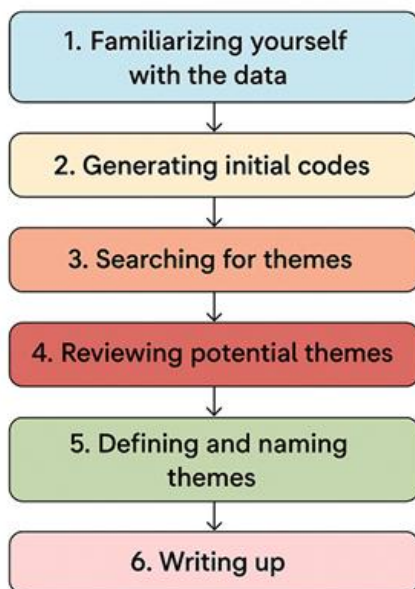 1. Familiarizing yourself
with the data
2. Generating initial codes
3. Searching for themes
4. Reviewing potential themes
5. Defining and naming
themes
6. Writing up